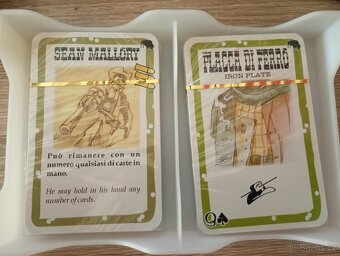 SEAN MALLORY
Può rimanere con un
numero qualsiasi di carte in
mano.
He may hold in his hand any
number of cards.
PLACCA DI FERRO
IRON PLATE
9♠